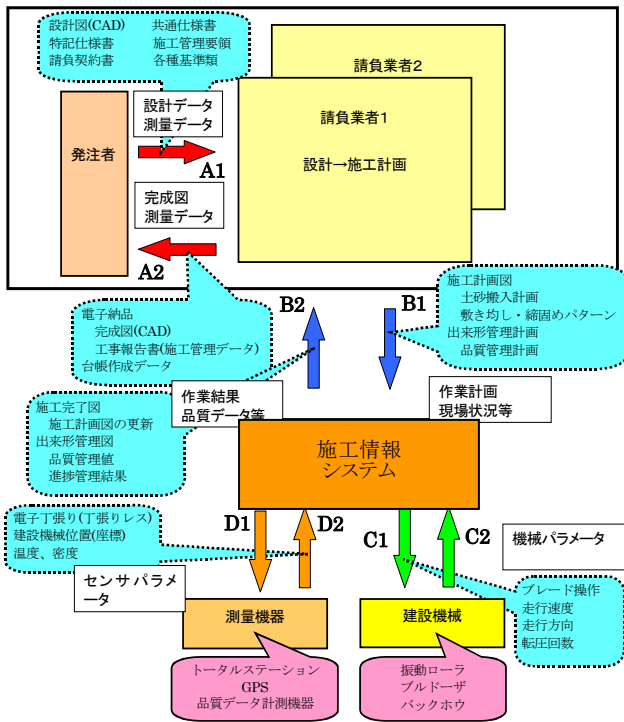 設計図(CAD) 共通仕様書
特記仕様書 施工管理要領
請負契約書 各種基準類
請負業者2
設計データ
測量データ
請負業者1
設計→施工計画
発注者
A1
完成図
測量データ
A2
B2
B1
施工計画図
土砂搬入計画
敷き均し・締固めパターン
出来形管理計画
品質管理計画
電子納品
完成図(CAD)
工事報告書(施工管理データ)
台帳作成データ
作業結果
品質データ等
作業計画
現場状況等
施工完了図
施工計画図の更新
出来形管理図
品質管理値
進捗管理結果
施工情報
システム
電子丁張り(丁張りレス)
建設機械位置(座標)
温度、密度
D1
D2
C1
C2
機械パラメータ
センサパラメ
ータ
ブレード操作
走行速度
走行方向
転圧回数
測量機器
建設機械
トータルステーション
GPS
品質データ計測機器
振動ローラ
ブルドーザ
バックホウ